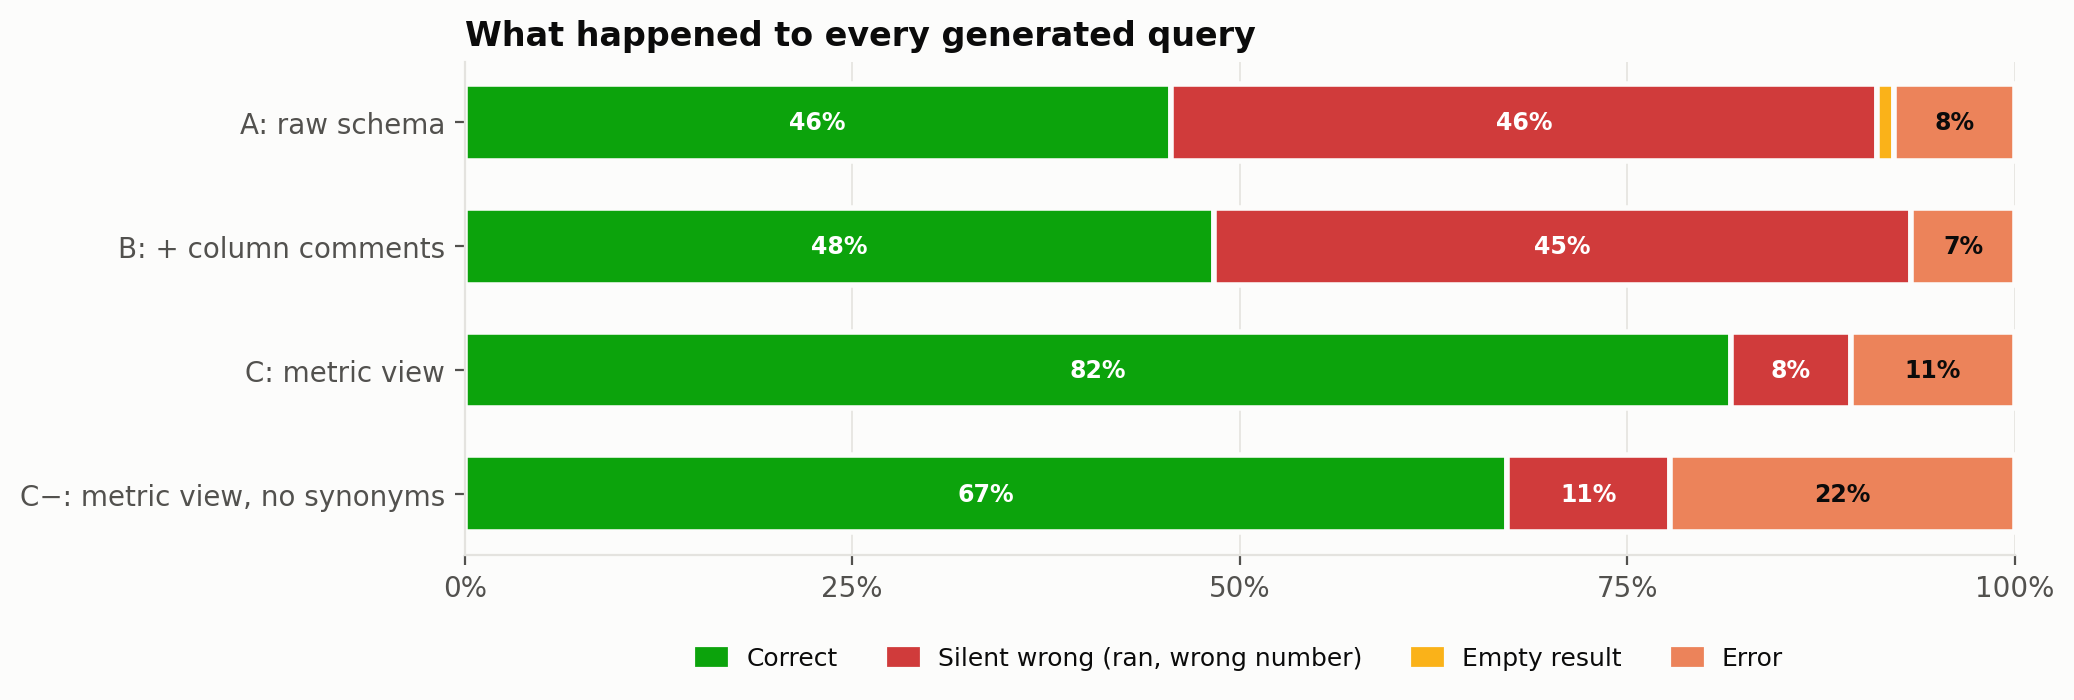 What happened to every generated query
A: raw schema 46% 46% 8%
B: + column comments 48% 45% 7%
C: metric view 82% 8% 11%
C−: metric view, no synonyms 67% 11% 22%
0% 25% 50% 75% 100%
Correct Silent wrong (ran, wrong number) Empty result Error